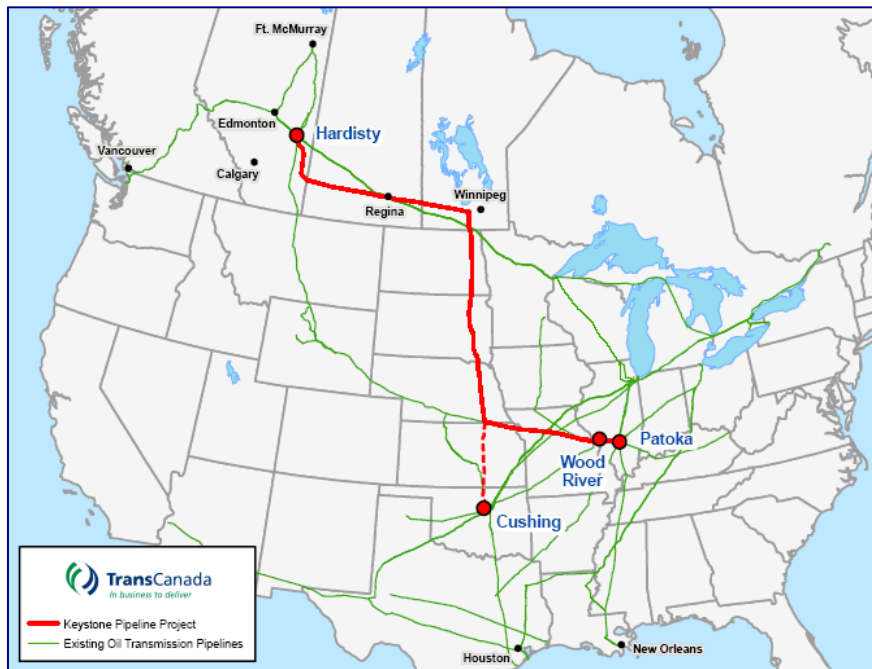 Ft. McMurray
Edmonton
Hardisty
Vancouver
Calgary
Regina
Winnipeg
Wood
River
Patoka
Cushing
TransCanada
In business to deliver
Keystone Pipeline Project
Existing Oil Transmission Pipelines
Houston
New Orleans